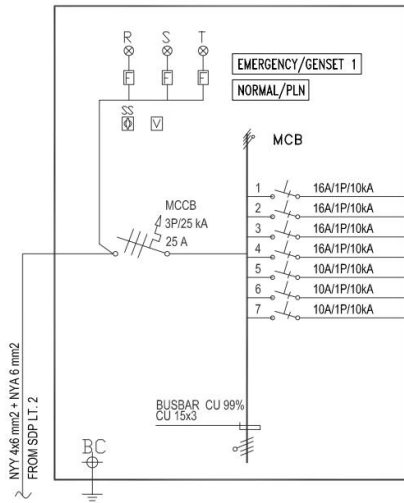 R S T
F F F
EMERGENCY/GENSET 1
NORMAL/PLN
SS
V
MCB
MCCB
3P/25 kA
25 A
1 16A/1P/10kA
2 16A/1P/10kA
3 16A/1P/10kA
4 16A/1P/10kA
5 10A/1P/10kA
6 10A/1P/10kA
7 10A/1P/10kA
BUSBAR CU 99%
CU 15x3
BC
NYY 4x6 mm2 + NYA 6 mm2
FROM SDP LT. 2